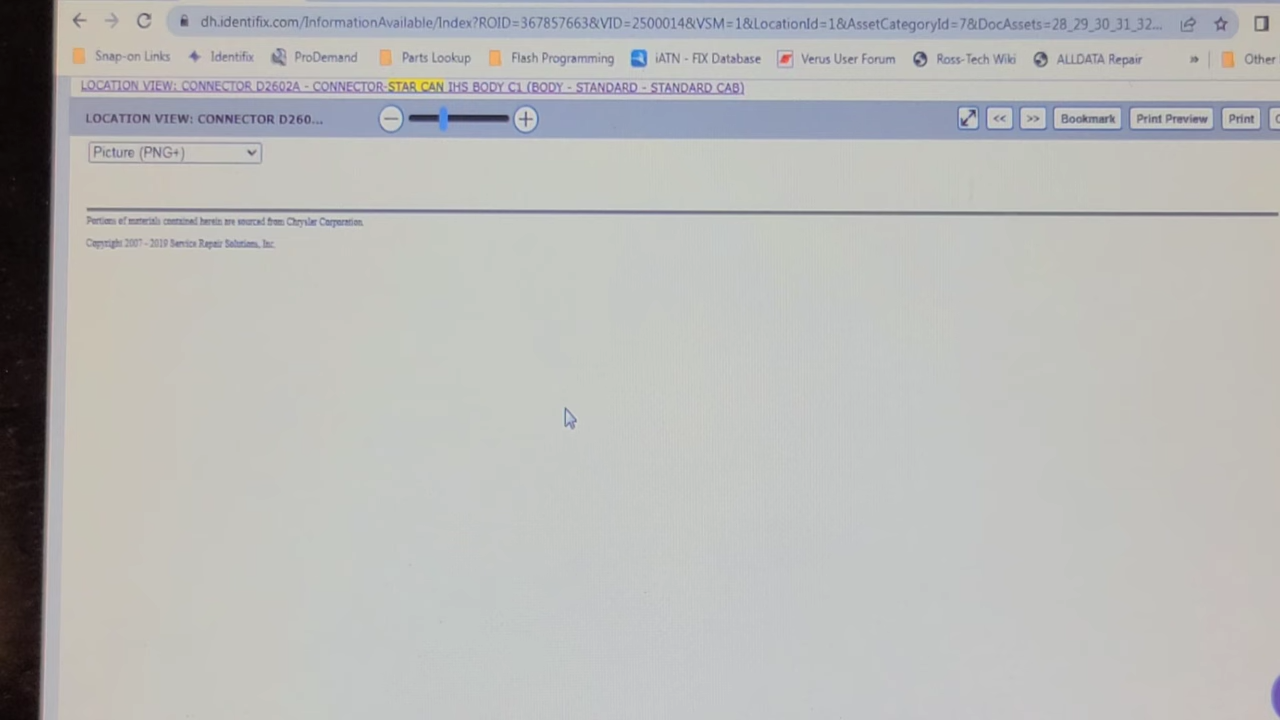 dh.identifix.com/InformationAvailable/Index?ROID=367857663&VID=2500014&VSM=1&LocationId=1&AssetCategoryId=7&DocAssets=28_29_30_31_32...
Snap-on Links Identifix ProDemand Parts Lookup Flash Programming iATN - FIX Database Verus User Forum Ross-Tech Wiki ALLDATA Repair » Other
LOCATION VIEW: CONNECTOR D2602A - CONNECTOR-STAR CAN IHS BODY C1 (BODY - STANDARD - STANDARD CAB)
LOCATION VIEW: CONNECTOR D260... << >> Bookmark Print Preview Print
Picture (PNG+)
Portions of materials contained herein are sourced from Chrysler Corporation.
Copyright 2007 - 2019 Service Repair Solutions, Inc.